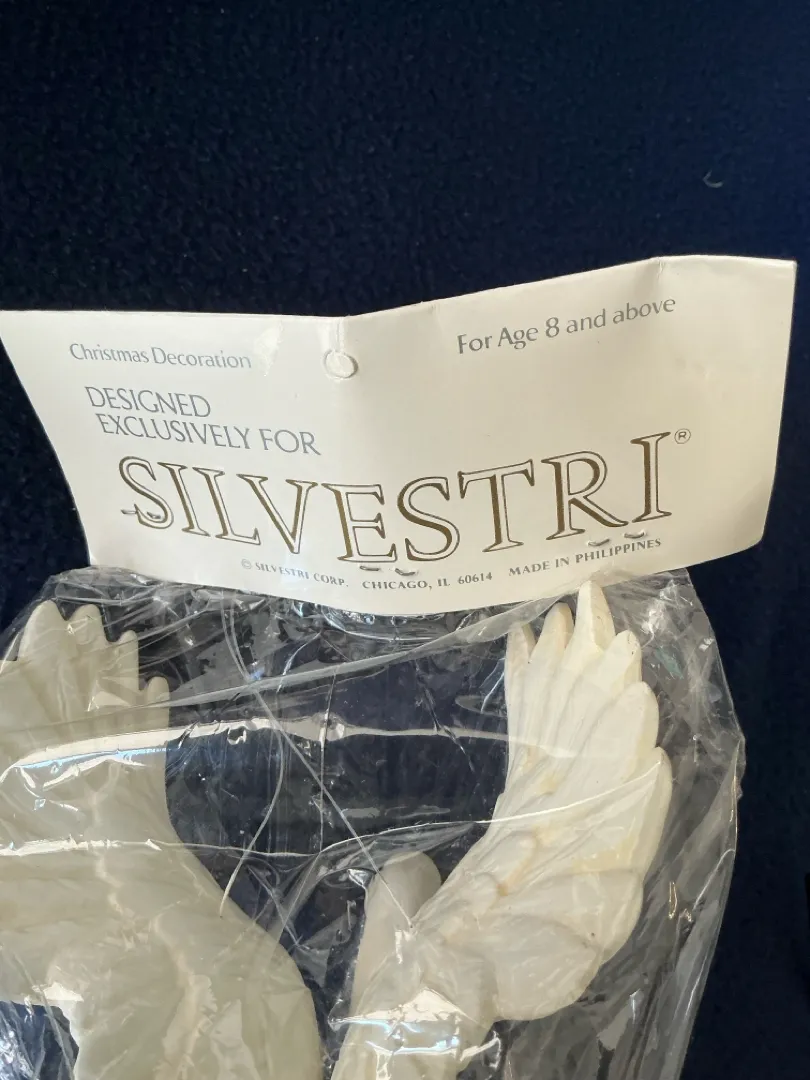 Christmas Decoration
For Age 8 and above
DESIGNED
EXCLUSIVELY FOR
SILVESTRI®
© SILVESTRI CORP. CHICAGO, IL 60614 MADE IN PHILIPPINES